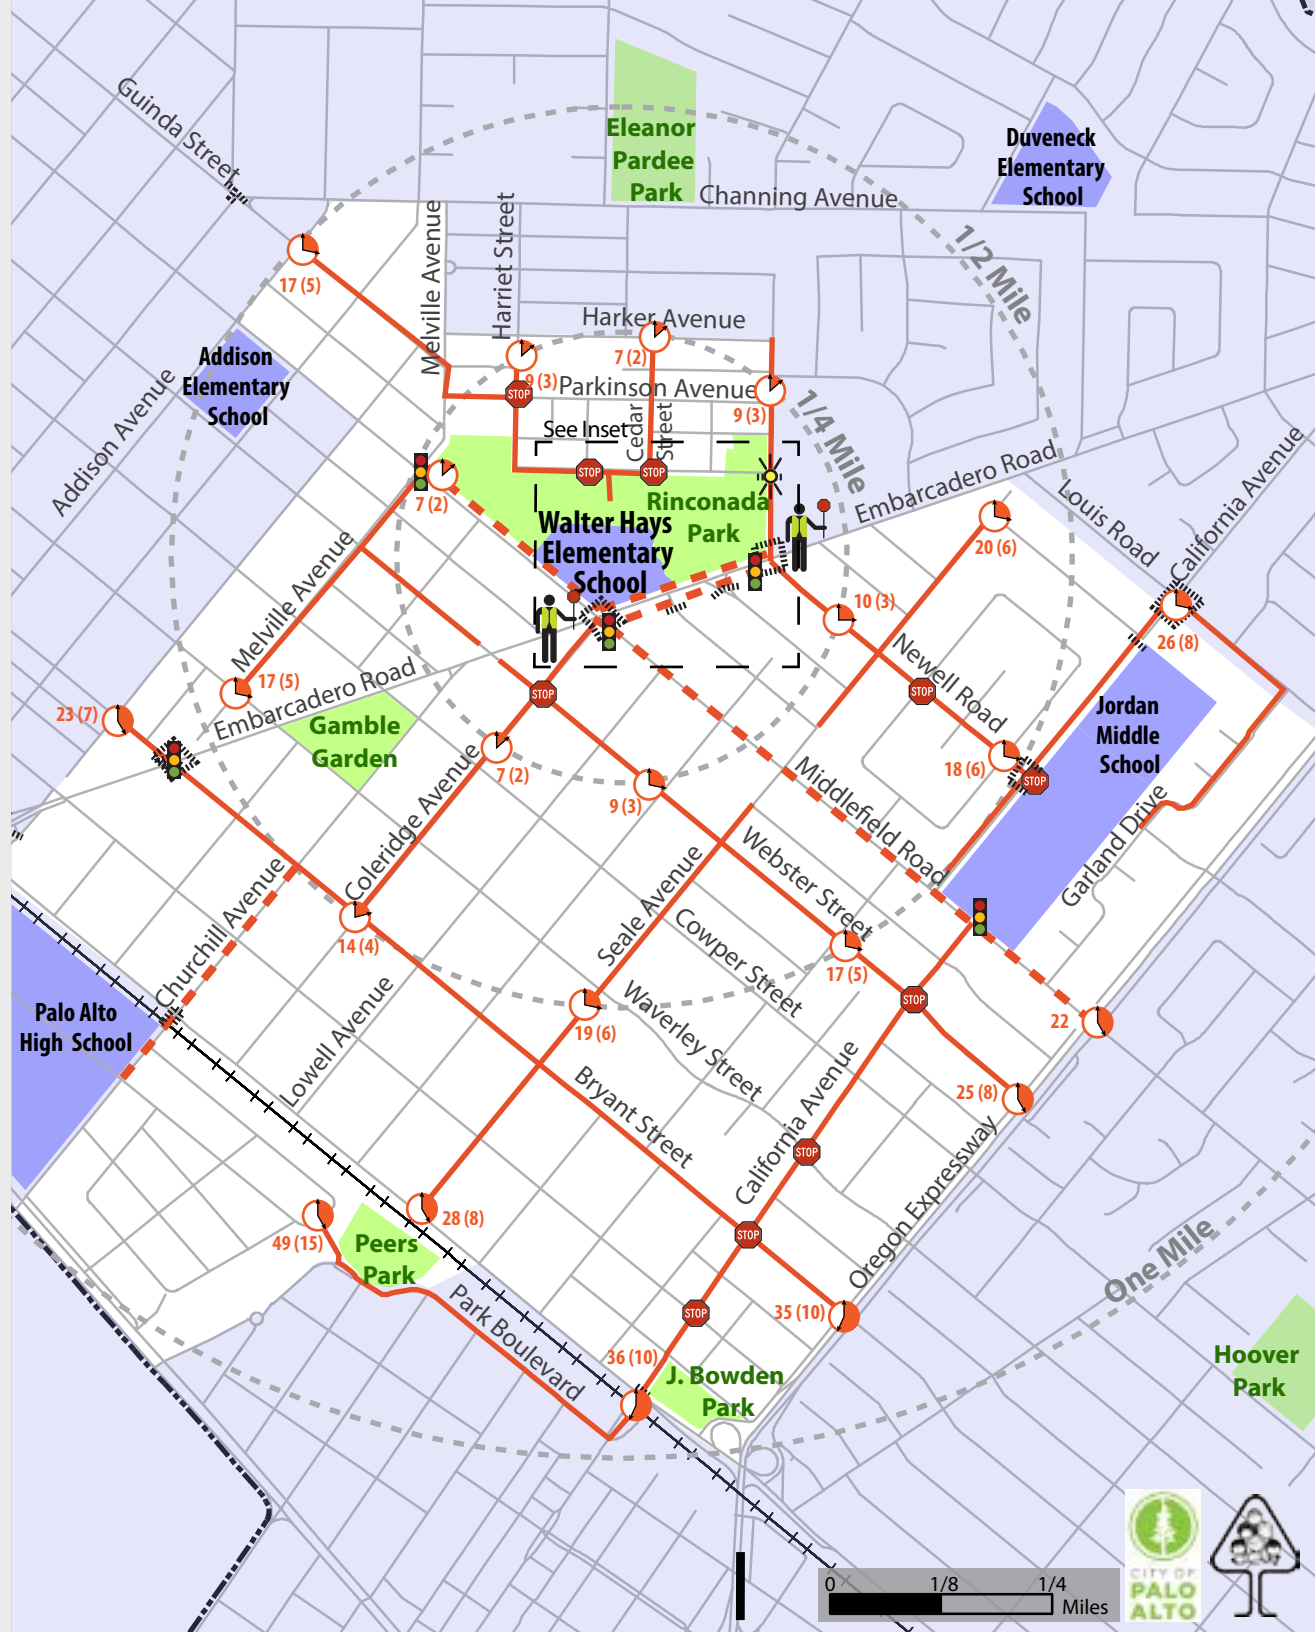 Guinda Street
Eleanor
Pardee
Park
Duveneck
Elementary
School
Channing Avenue
1/2 Mile
17 (5)
Melville Avenue
Harriet Street
Harker Avenue
7 (2)
9 (3)
Parkinson Avenue
9 (3)
1/4 Mile
Addison
Elementary
School
Addison Avenue
STOP
See Inset
Cedar
Street
STOP
STOP
7 (2)
Rinconada
Park
Walter Hays
Elementary
School
Embarcadero Road
Louis Road
California Avenue
20 (6)
10 (3)
26 (8)
Melville Avenue
17 (5)
Embarcadero Road
23 (7)
Gamble
Garden
STOP
Newell Road
STOP
Jordan
Middle
School
18 (6)
STOP
7 (2)
9 (3)
Middlefield Road
Garland Drive
Coleridge Avenue
Churchill Avenue
14 (4)
Seale Avenue
Webster Street
Cowper Street
17 (5)
STOP
Palo Alto
High School
Lowell Avenue
19 (6)
Waverley Street
22
25 (8)
Bryant Street
California Avenue
STOP
Oregon Expressway
28 (8)
49 (15)
Peers
Park
STOP
One Mile
STOP
35 (10)
Park Boulevard
36 (10)
J. Bowden
Park
Hoover
Park
0
1/8
1/4
Miles
CITY OF
PALO
ALTO